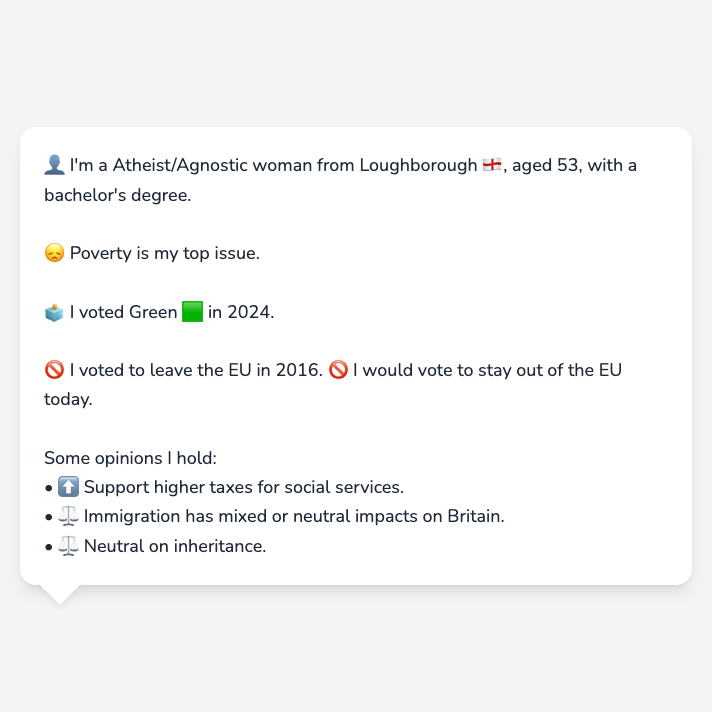 👤 I'm a Atheist/Agnostic woman from Loughborough 🏴󠁧󠁢󠁥󠁮󠁧󠁿, aged 53, with a
bachelor's degree.
😞 Poverty is my top issue.
🗳️ I voted Green 🟩 in 2024.
🚫 I voted to leave the EU in 2016. 🚫 I would vote to stay out of the EU
today.
Some opinions I hold:
• ⬆️ Support higher taxes for social services.
• ⚖️ Immigration has mixed or neutral impacts on Britain.
• ⚖️ Neutral on inheritance.